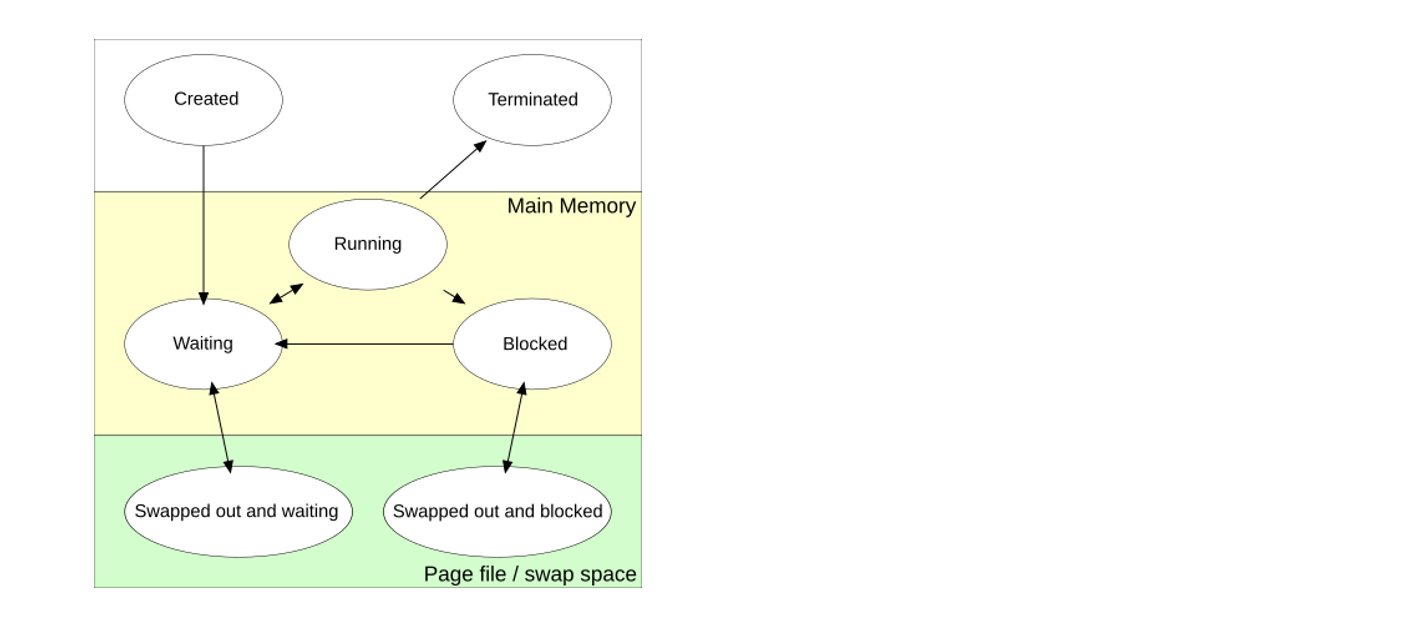 Created
Terminated
Main Memory
Running
Waiting
Blocked
Swapped out and waiting
Swapped out and blocked
Page file / swap space